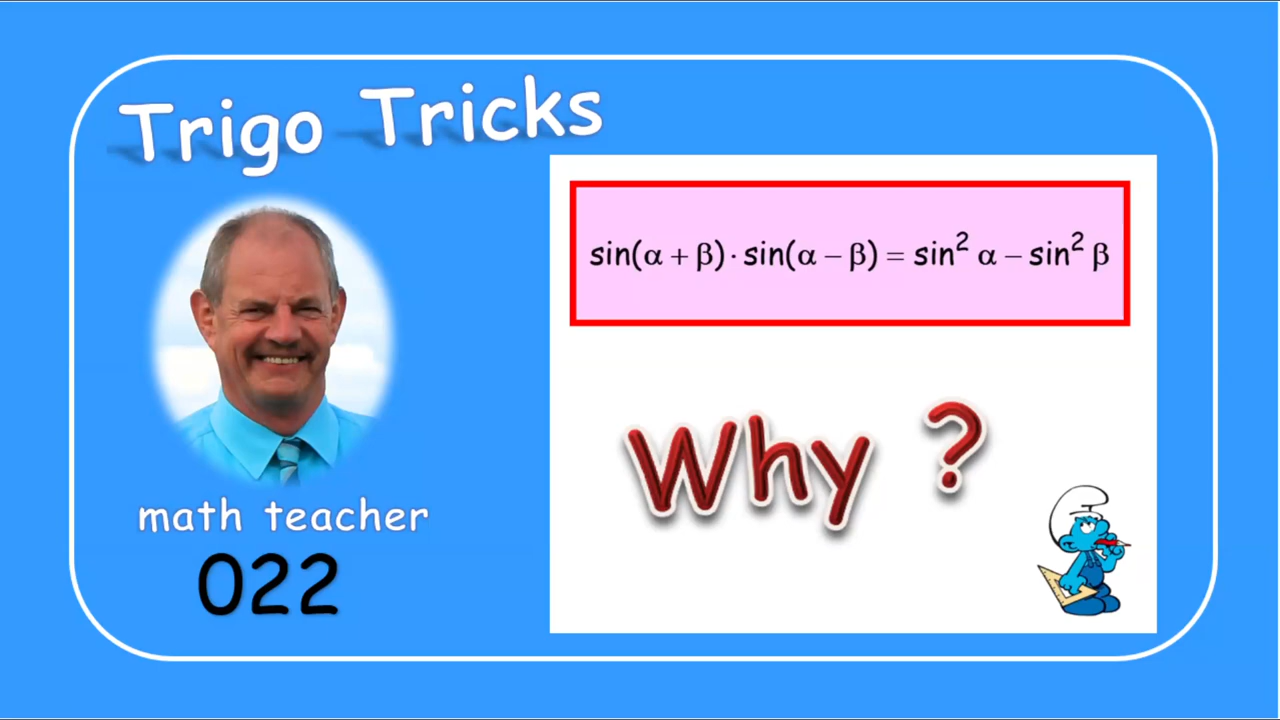 Trigo Tricks
sin(α + β) · sin(α − β) = sin² α − sin² β
Why ?
math teacher
022